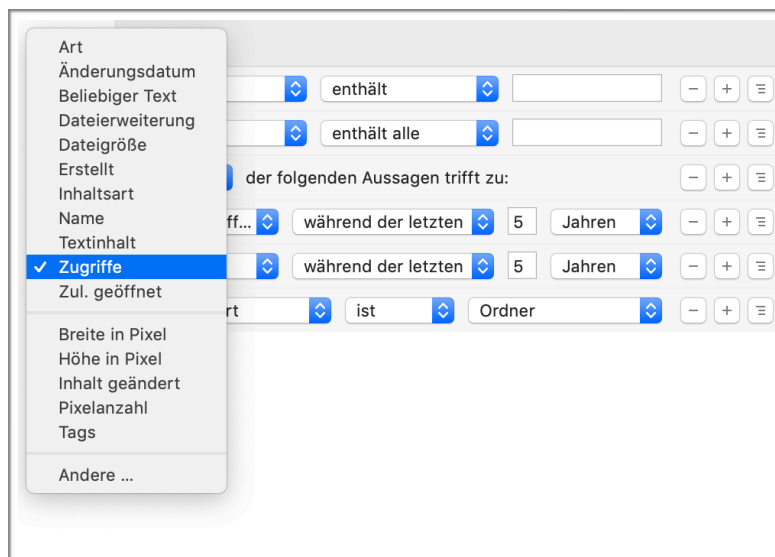 Art
Änderungsdatum
Beliebiger Text
Dateierweiterung
Dateigröße
Erstellt
Inhaltsart
Name
Textinhalt
Zugriffe
Zul. geöffnet
Breite in Pixel
Höhe in Pixel
Inhalt geändert
Pixelanzahl
Tags
Andere ...
enthält
enthält alle
der folgenden Aussagen trifft zu:
ff... während der letzten 5 Jahren
während der letzten 5 Jahren
rt ist Ordner